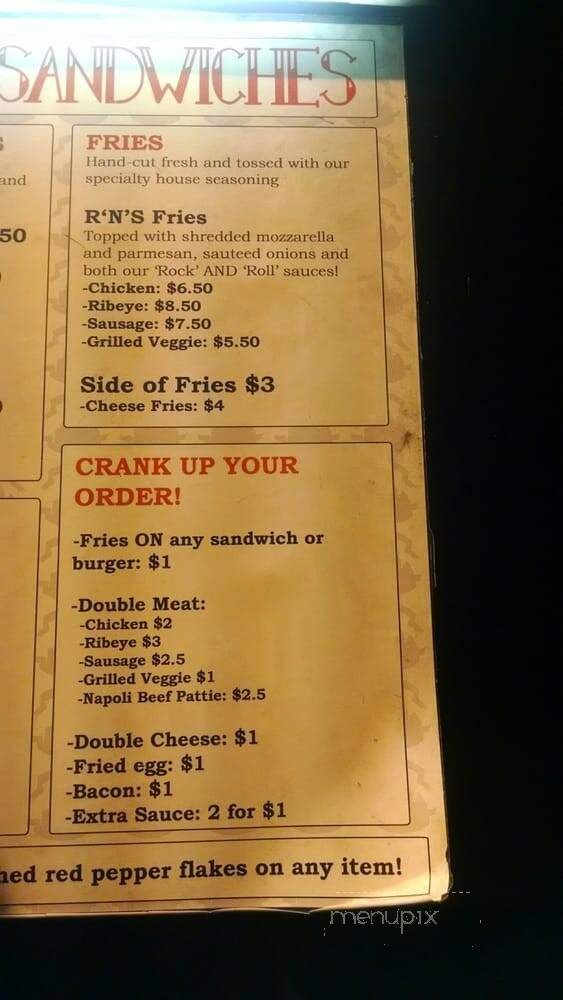 SANDWICHES
and
50
FRIES
Hand-cut fresh and tossed with our
specialty house seasoning
R'N'S Fries
Topped with shredded mozzarella
and parmesan, sauteed onions and
both our 'Rock' AND 'Roll' sauces!
-Chicken: $6.50
-Ribeye: $8.50
-Sausage: $7.50
-Grilled Veggie: $5.50
Side of Fries $3
-Cheese Fries: $4
CRANK UP YOUR
ORDER!
-Fries ON any sandwich or
burger: $1
-Double Meat:
-Chicken $2
-Ribeye $3
-Sausage $2.5
-Grilled Veggie $1
-Napoli Beef Pattie: $2.5
-Double Cheese: $1
-Fried egg: $1
-Bacon: $1
-Extra Sauce: 2 for $1
hed red pepper flakes on any item!
menupix